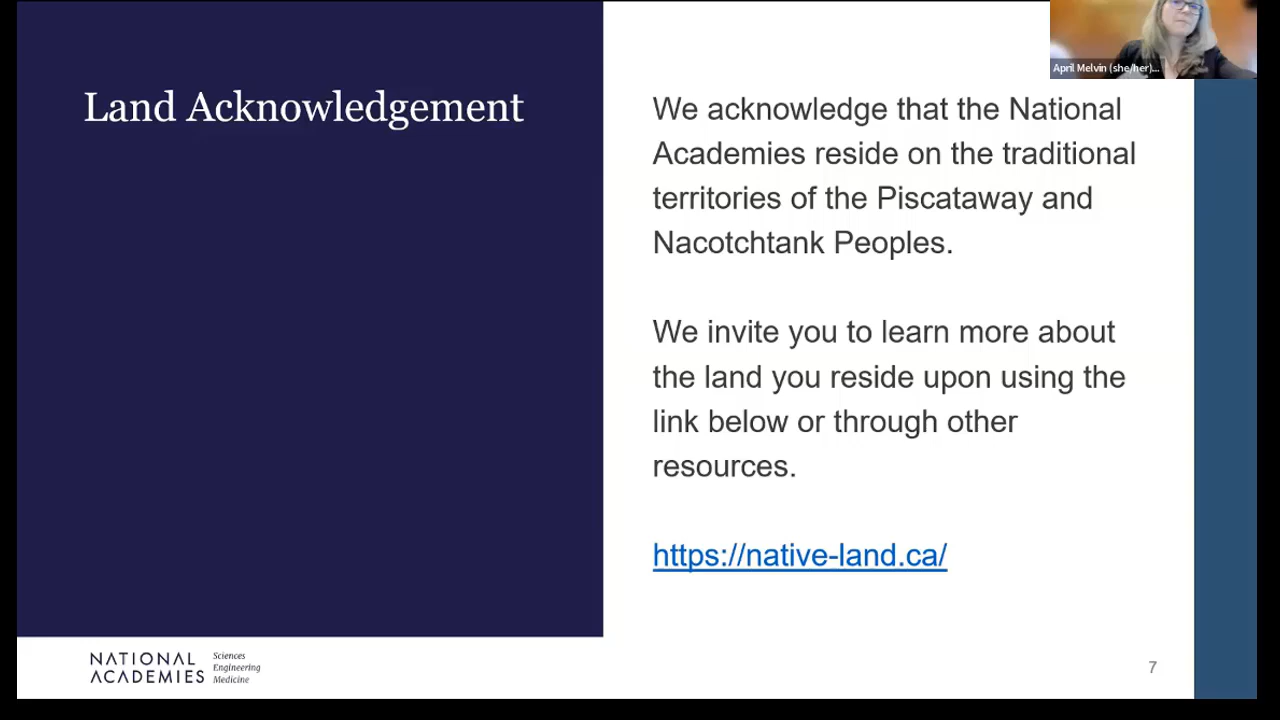 April Melvin (she/her)...
Land Acknowledgement
We acknowledge that the National
Academies reside on the traditional
territories of the Piscataway and
Nacotchtank Peoples.
We invite you to learn more about
the land you reside upon using the
link below or through other
resources.
https://native-land.ca/
NATIONAL
ACADEMIES
Sciences
Engineering
Medicine
7